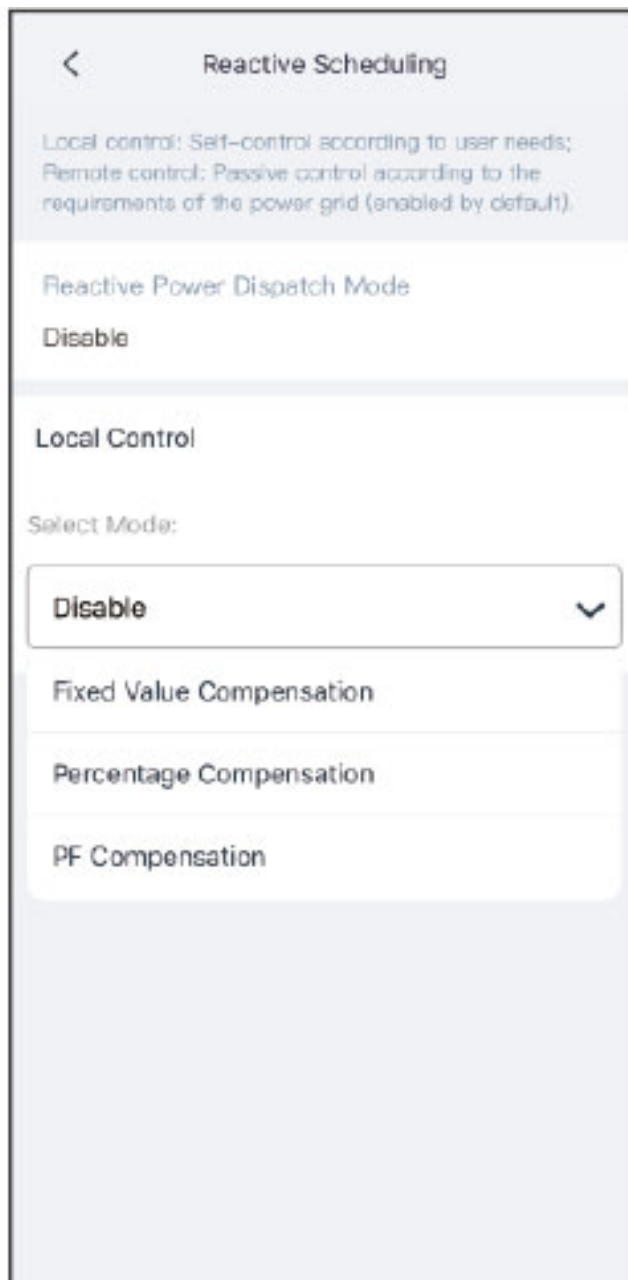 Reactive Scheduling
Local control: Self-control according to user needs;
Remote control: Passive control according to the
requirements of the power grid (enabled by default).
Reactive Power Dispatch Mode
Disable
Local Control
Select Mode:
Disable
Fixed Value Compensation
Percentage Compensation
PF Compensation